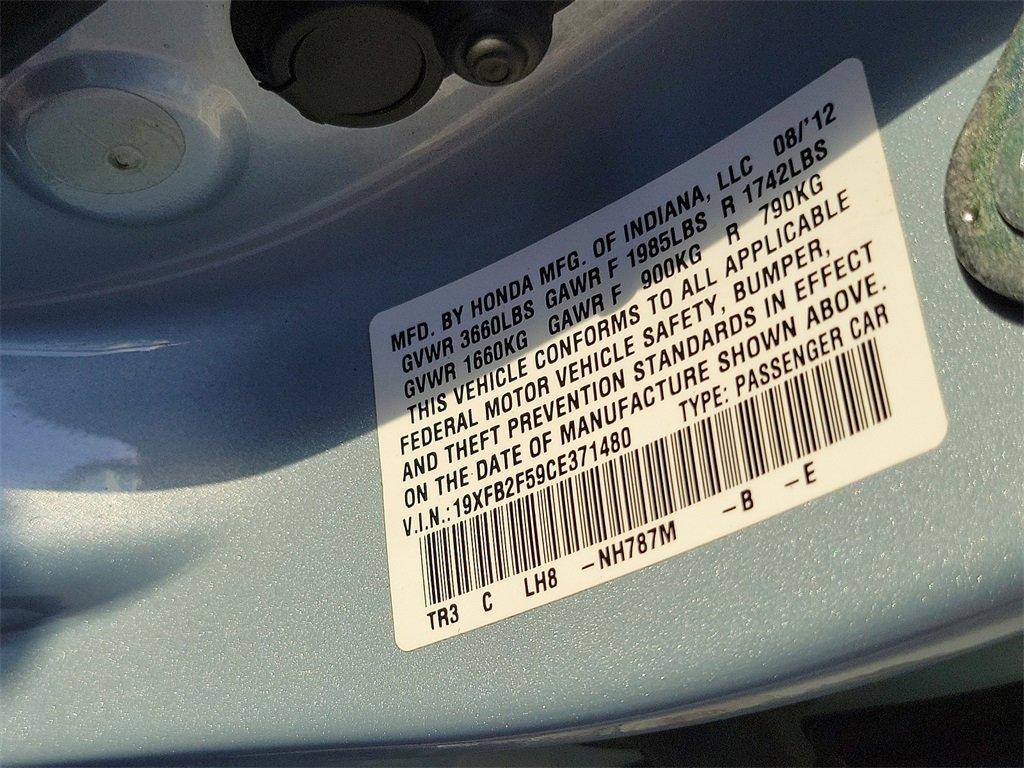 MFD. BY HONDA MFG. OF INDIANA, LLC 08/'12
GVWR 3660LBS GAWR F 1985LBS R 1742LBS
GVWR 1660KG GAWR F 900KG R 790KG
THIS VEHICLE CONFORMS TO ALL APPLICABLE
FEDERAL MOTOR VEHICLE SAFETY, BUMPER,
AND THEFT PREVENTION STANDARDS IN EFFECT
ON THE DATE OF MANUFACTURE SHOWN ABOVE.
V.I.N.: 19XFB2F59CE371480 TYPE: PASSENGER CAR
TR3 C LH8 -NH787M -B -E